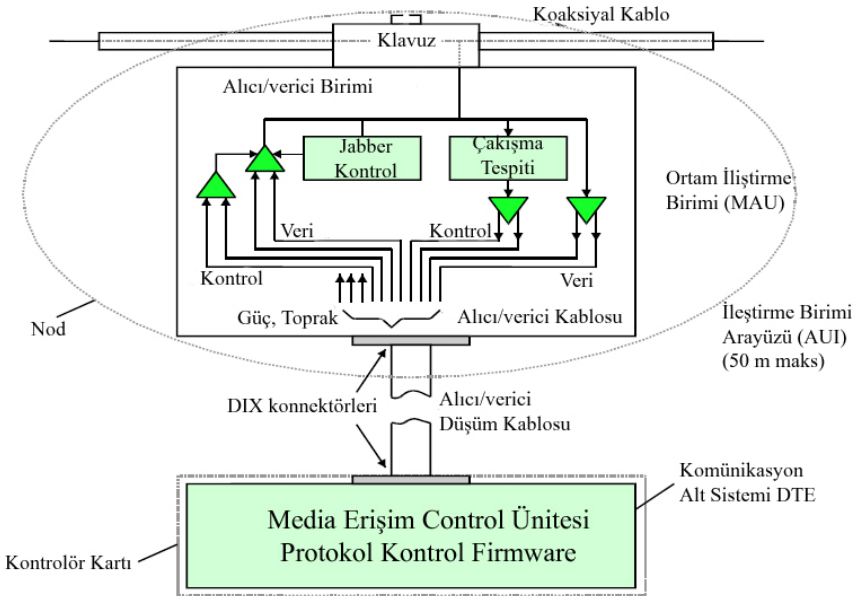 Koaksiyal Kablo
Klavuz
Alıcı/verici Birimi
Jabber
Kontrol
Çakışma
Tespiti
Ortam İliştirme
Birimi (MAU)
Veri
Kontrol
Kontrol
Veri
Nod
Güç, Toprak
Alıcı/verici Kablosu
İleştirme Birimi
Arayüzü (AUI)
(50 m maks)
DIX konnektörleri
Alıcı/verici
Düşüm Kablosu
Komünikasyon
Alt Sistemi DTE
Media Erişim Control Ünitesi
Protokol Kontrol Firmware
Kontrolör Kartı